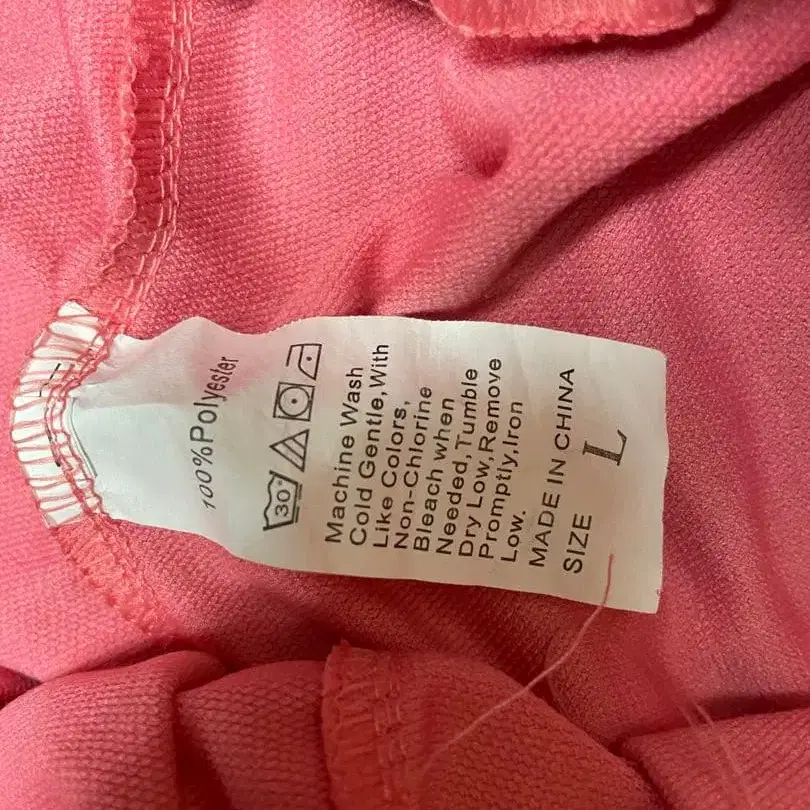 100%Polyester
30°
Machine Wash
Cold Gentle,With
Like Colors,
Non-Chlorine
Bleach when
Needed,Tumble
Dry Low,Remove
Promptly,Iron
Low.
MADE IN CHINA
SIZE L